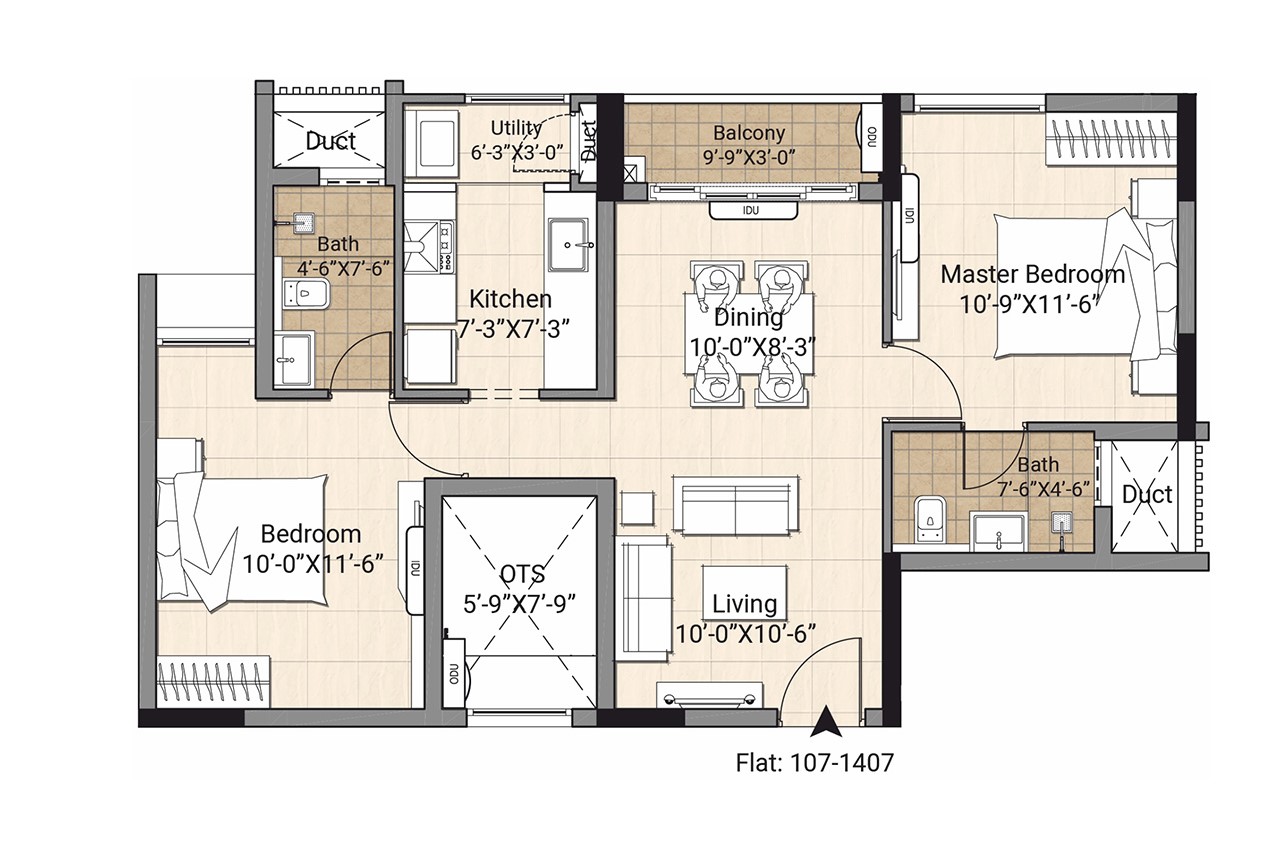 Duct
Utility
6’-3”X3’-0”
Duct
Balcony
9’-9”X3’-0”
ODU
IDU
IDU
Bath
4’-6”X7’-6”
Kitchen
7’-3”X7’-3”
Dining
10’-0”X8’-3”
Master Bedroom
10’-9”X11’-6”
Bath
7’-6”X4’-6”
Duct
Bedroom
10’-0”X11’-6”
IDU
OTS
5’-9”X7’-9”
ODU
Living
10’-0”X10’-6”
Flat: 107-1407